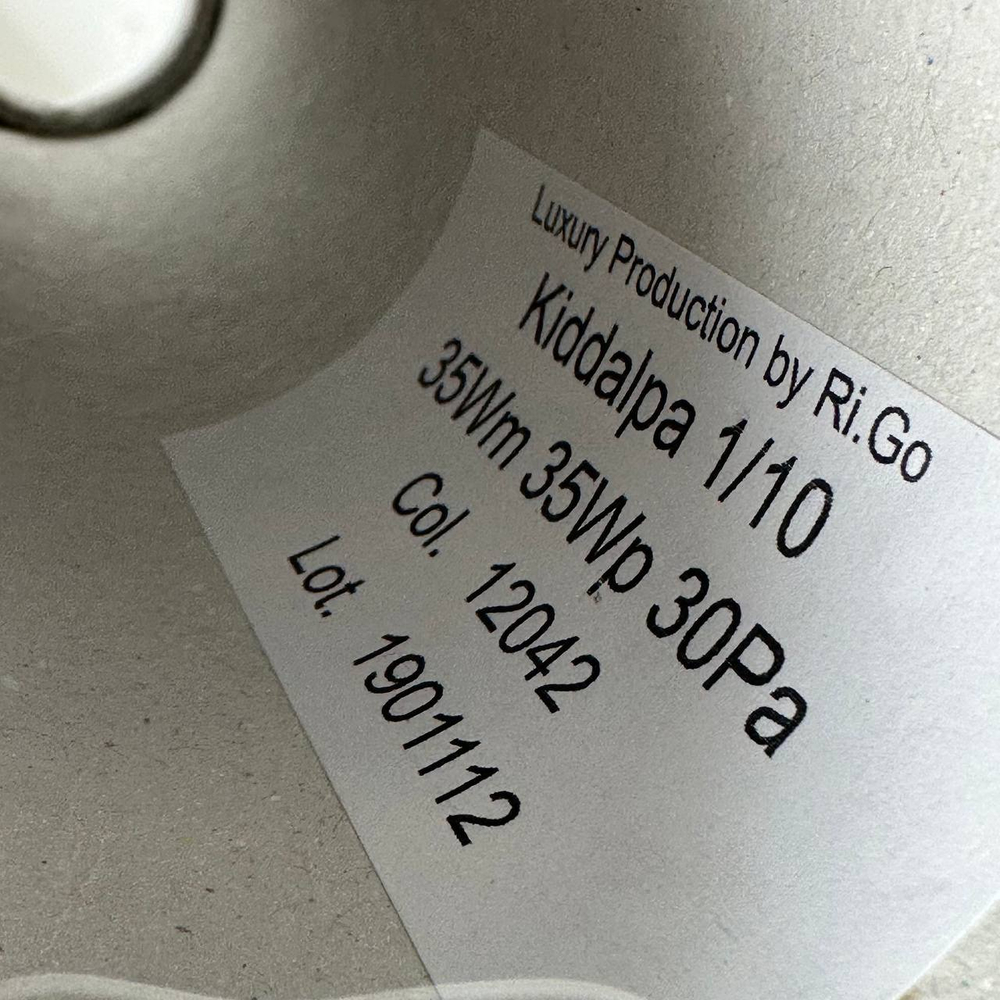 Luxury Production by Ri.Go
Kiddalpa 1/10
35Wm 35Wp 30Pa
Col. 12042
Lot. 1901112